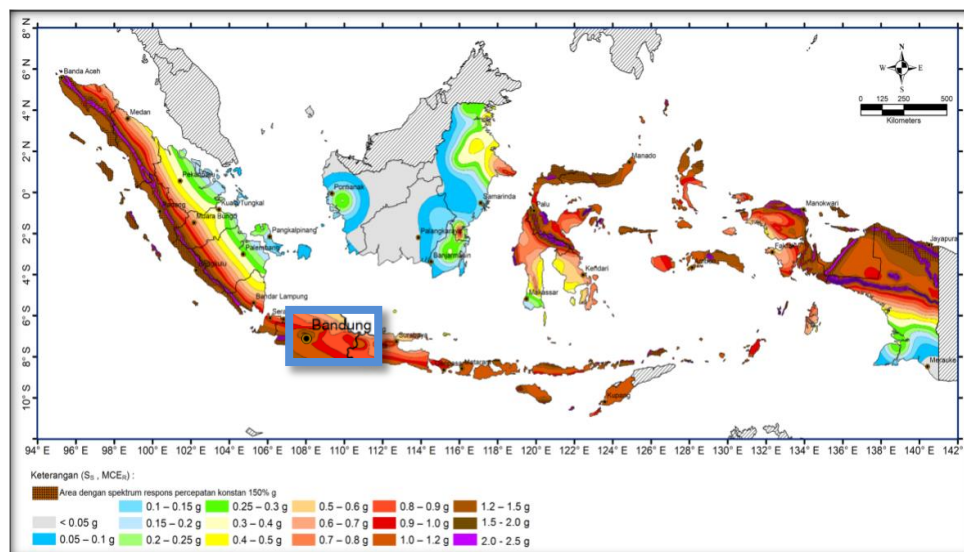 8° N
6° N
4° N
2° N
0°
2° S
4° S
6° S
8° S
10° S
N
W E
S
0 125 250 500
Kilometers
Banda Aceh
Medan
Pekanbaru
Kuala Tungkal
Padang
Muara Bungo
Pangkalpinang
Palembang
Bengkulu
Bandar Lampung
Bandung
Surabaya
Mataram
Pontianak
Samarinda
Palangkaraya
Banjarmasin
Manado
Palu
Kendari
Makassar
Kupang
Manokwari
Jayapura
Merauke
94° E 96° E 98° E 100° E 102° E 104° E 106° E 108° E 110° E 112° E 114° E 116° E 118° E 120° E 122° E 124° E 126° E 128° E 130° E 132° E 134° E 136° E 138° E 140° E 142° E
Keterangan (Sₛ , MCEᵣ) :
Area dengan spektrum respons percepatan konstan 150% g
0.1 – 0.15 g 0.25 – 0.3 g 0.5 – 0.6 g 0.8 – 0.9 g 1.2 – 1.5 g
< 0.05 g 0.15 – 0.2 g 0.3 – 0.4 g 0.6 – 0.7 g 0.9 – 1.0 g 1.5 - 2.0 g
0.05 – 0.1 g 0.2 – 0.25 g 0.4 – 0.5 g 0.7 – 0.8 g 1.0 – 1.2 g 2.0 - 2.5 g